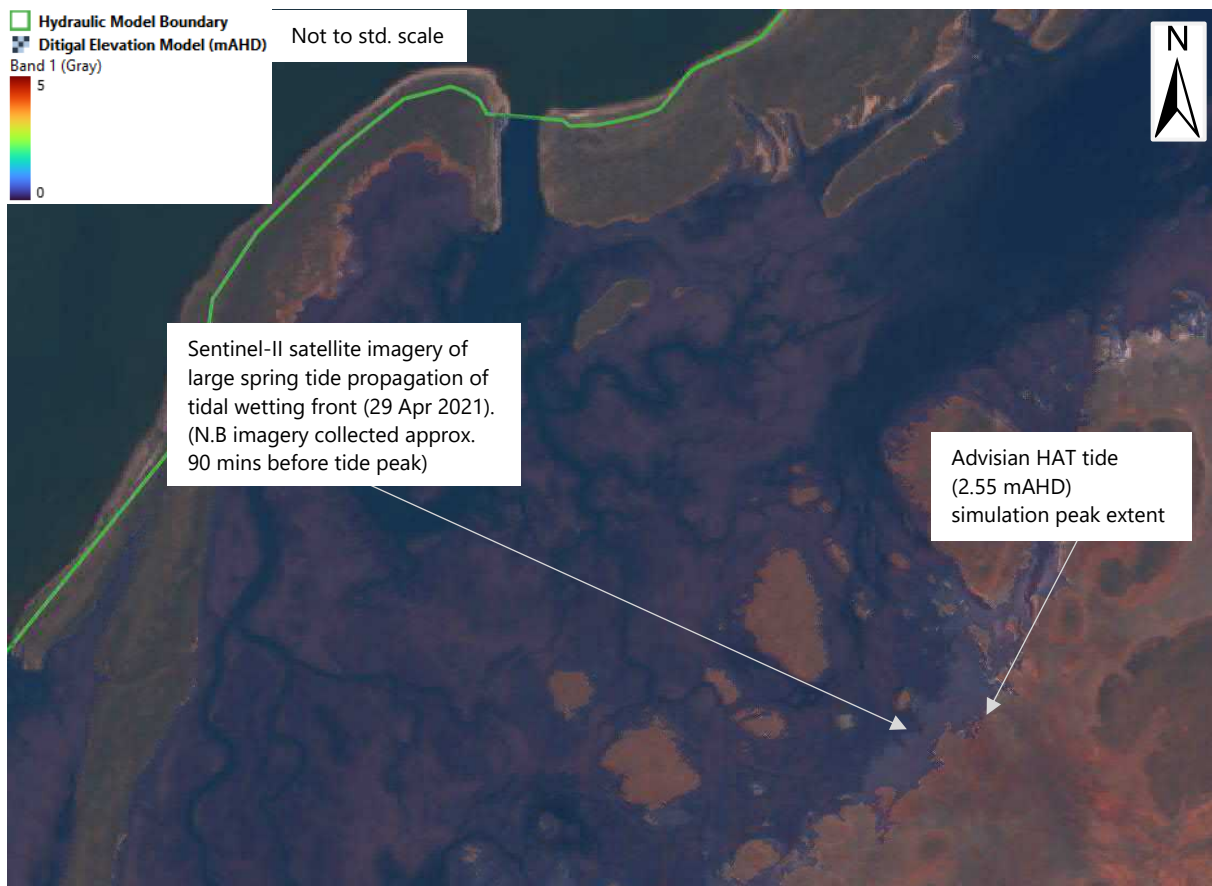 Hydraulic Model Boundary
Ditigal Elevation Model (mAHD)
Band 1 (Gray)
5
0
Not to std. scale
N
Sentinel-II satellite imagery of
large spring tide propagation of
tidal wetting front (29 Apr 2021).
(N.B imagery collected approx.
90 mins before tide peak)
Advisian HAT tide
(2.55 mAHD)
simulation peak extent